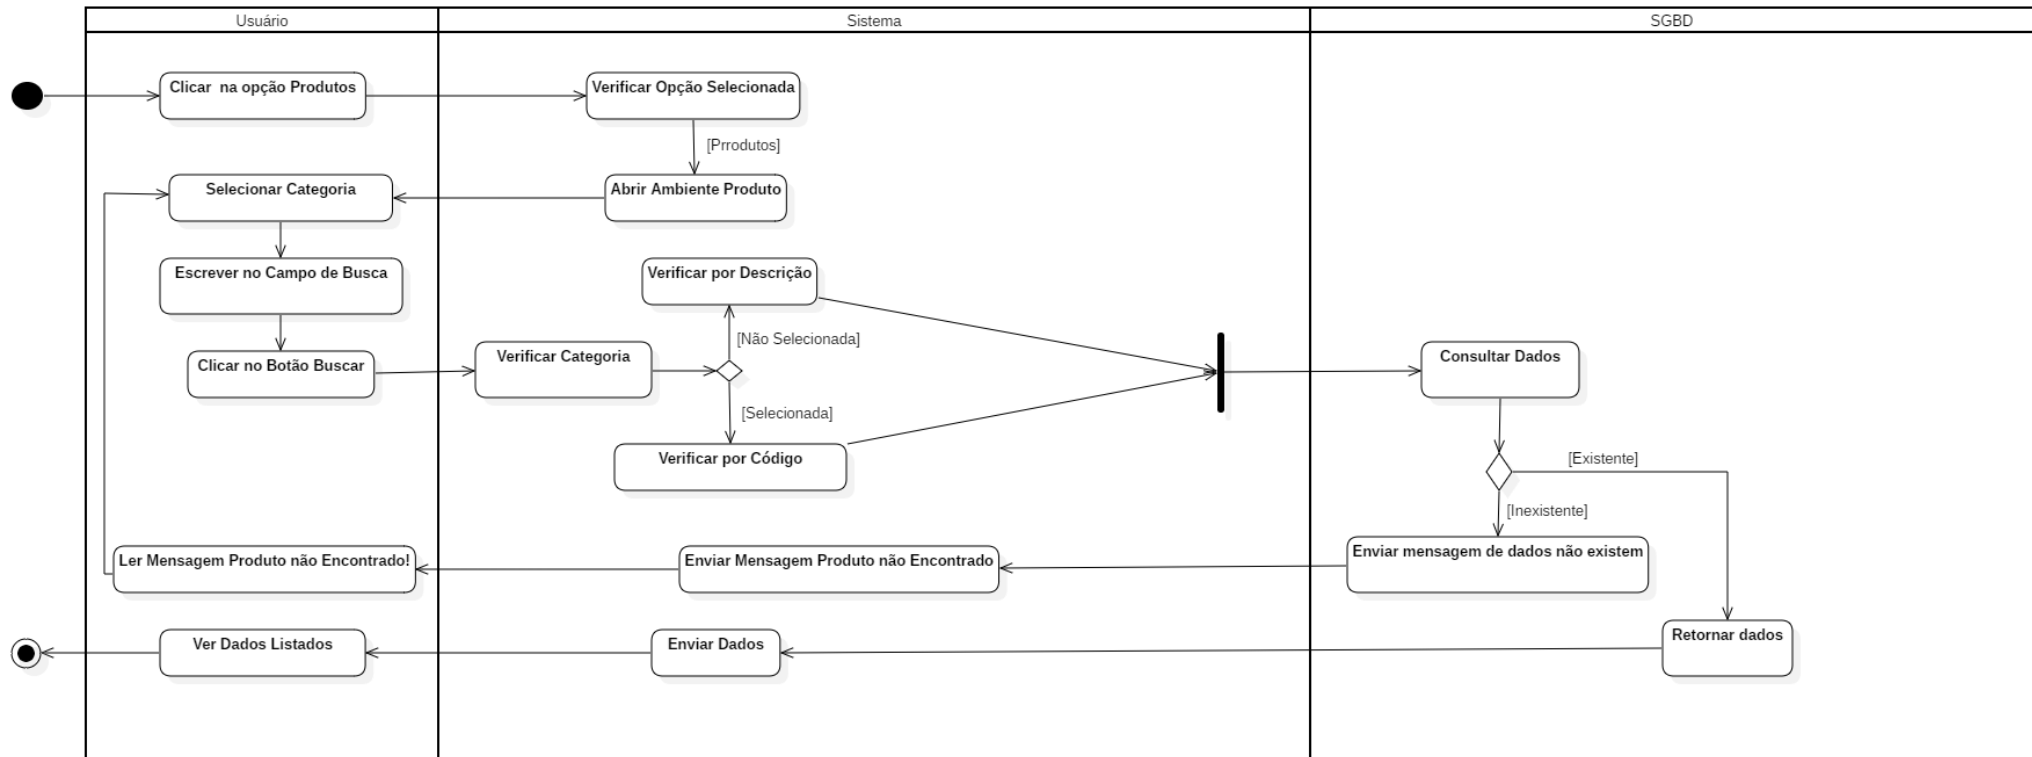 Usuário
Sistema
SGBD
Clicar  na opção Produtos
Verificar Opção Selecionada
[Prrodutos]
Selecionar Categoria
Abrir Ambiente Produto
Escrever no Campo de Busca
Verificar por Descrição
[Não Selecionada]
Clicar no Botão Buscar
Verificar Categoria
Consultar Dados
[Selecionada]
Verificar por Código
[Existente]
[Inexistente]
Ler Mensagem Produto não Encontrado!
Enviar Mensagem Produto não Encontrado
Enviar mensagem de dados não existem
Ver Dados Listados
Enviar Dados
Retornar dados